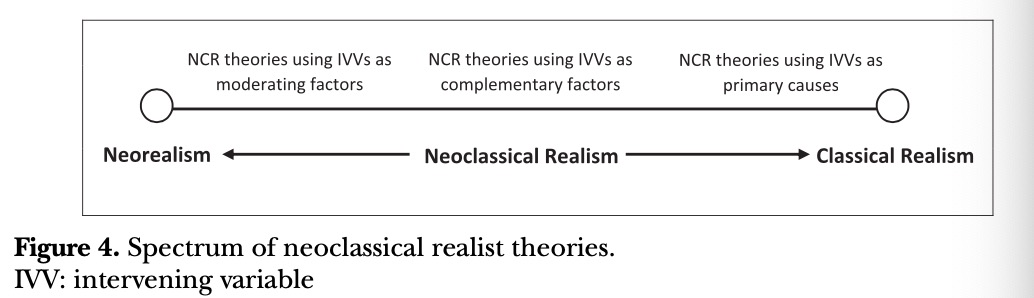 NCR theories using IVVs as moderating factors
NCR theories using IVVs as complementary factors
NCR theories using IVVs as primary causes
Neorealism
Neoclassical Realism
Classical Realism
Figure 4. Spectrum of neoclassical realist theories.
IVV: intervening variable